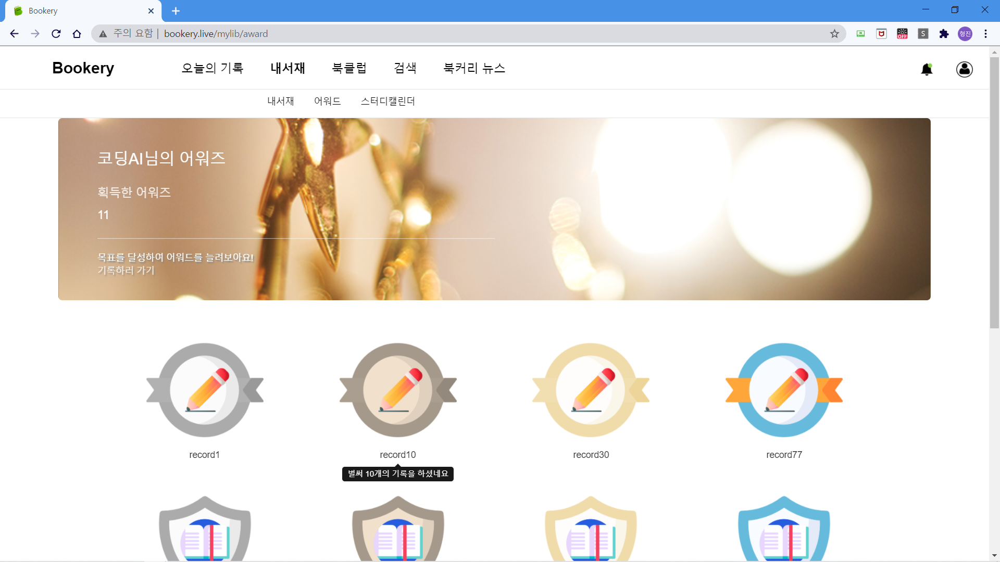 Bookery
주의 요함 | bookery.live/mylib/award
OFF
S
형진
Bookery 오늘의 기록 내서재 북클럽 검색 북커리 뉴스
내서재 어워드 스터디캘린더
코딩AI님의 어워즈
획득한 어워즈
11
목표를 달성하여 어워드를 늘려보아요!
기록하러 가기
record1 record10 record30 record77
벌써 10개의 기록을 하셨네요